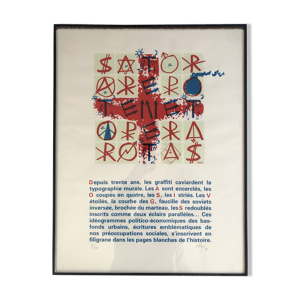 SATOR
AREPO
TENET
OPERA
ROTAS
Depuis trente ans, les graffiti caviardent la
typographie murale. Les A sont encerclés, les
O coupés en quatre, les S, les I striés. Les V
étoilés, la courbe des G, faucille des soviets
inversée, brochée du marteau, les S redoublés
inscrits comme deux éclairs parallèles... Ces
idéogrammes politico-économiques des bas-
fonds urbains, écritures emblématiques de
nos préoccupations sociales, s'inscrivent en
filigrane dans les pages blanches de l'histoire.